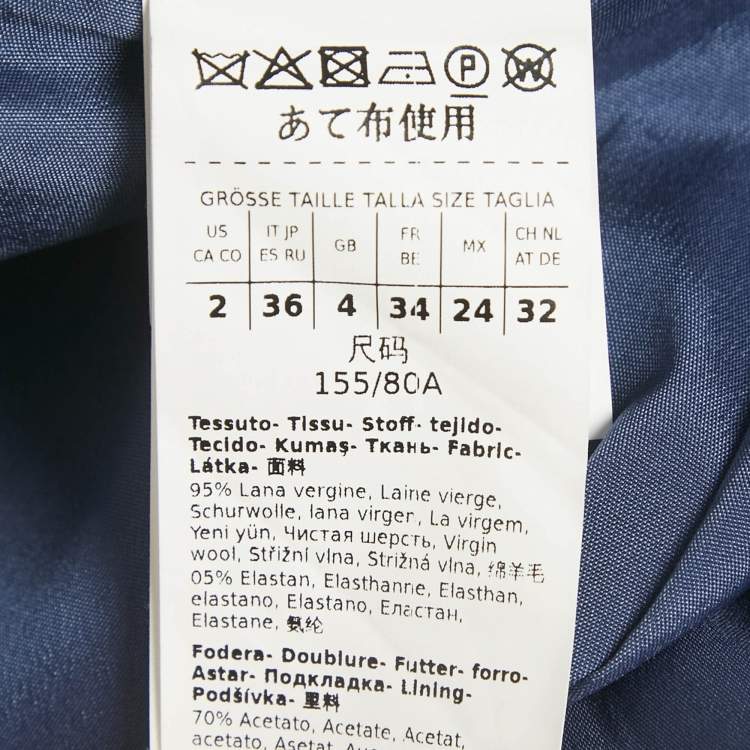 P W
あて布使用
GRÖSSE TAILLE TALLA SIZE TAGLIA
US CA CO IT JP ES RU GB FR BE MX CH NL AT DE
2 36 4 34 24 32
尺码
155/80A
Tessuto- Tissu- Stoff- tejido-
Tecido- Kumaş- Ткань- Fabric-
Látka- 面料
95% Lana vergine, Laine vierge,
Schurwolle, lana virgen, La virgem,
Yeni yün, Чистая шерсть, Virgin
wool, Střižní vlna, Strižná vlna, 绵羊毛
05% Elastan, Elasthanne, Elasthan,
elastano, Elastano, Еластан,
Elastane, 氨纶
Fodera- Doublure- Futter- forro-
Astar- Подкладка- Lining-
Podšívka- 里料
70% Acetato, Acetate, Acetat,
acetato, Asetat,